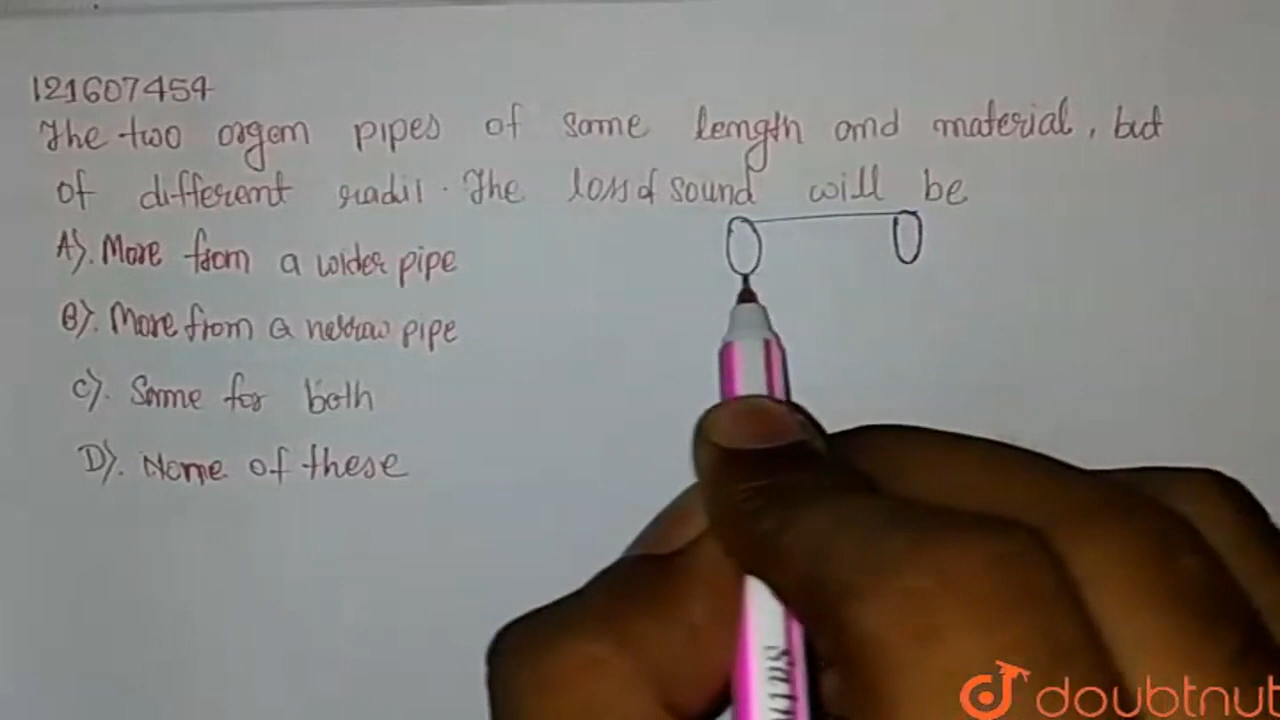 121607454
The two organ pipes of same length and material, but
of different radii. The loss of sound will be
A). More from a wider pipe
B). More from a narrow pipe
C). Same for both
D). None of these
doubtnut